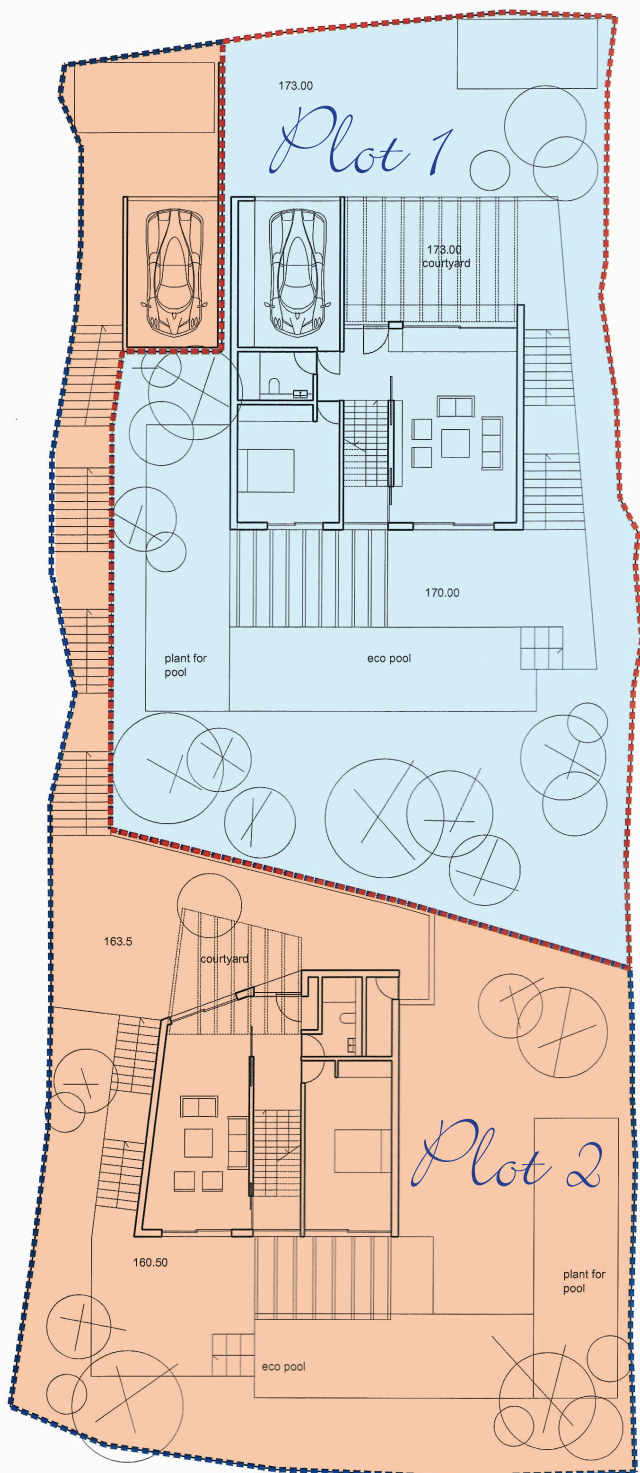 173.00
Plot 1
173.00
courtyard
170.00
plant for
pool
eco pool
163.5
courtyard
Plot 2
160.50
plant for
pool
eco pool